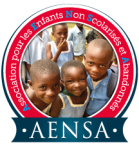 Association pour les Enfants Non Scolarisés et Abandonnés
AENSA